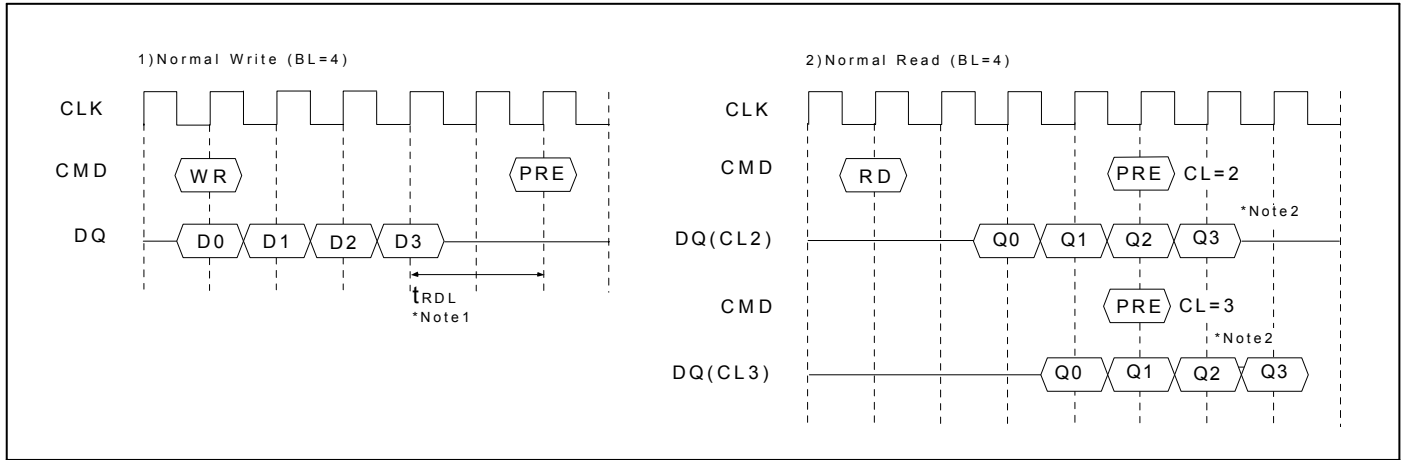 1)Normal Write (BL=4)
CLK
CMD
WR
PRE
DQ
D0 D1 D2 D3
tRDL
*Note1
2)Normal Read (BL=4)
CLK
CMD
RD
PRE CL=2
*Note2
DQ(CL2)
Q0 Q1 Q2 Q3
CMD
PRE CL=3
*Note2
DQ(CL3)
Q0 Q1 Q2 Q3